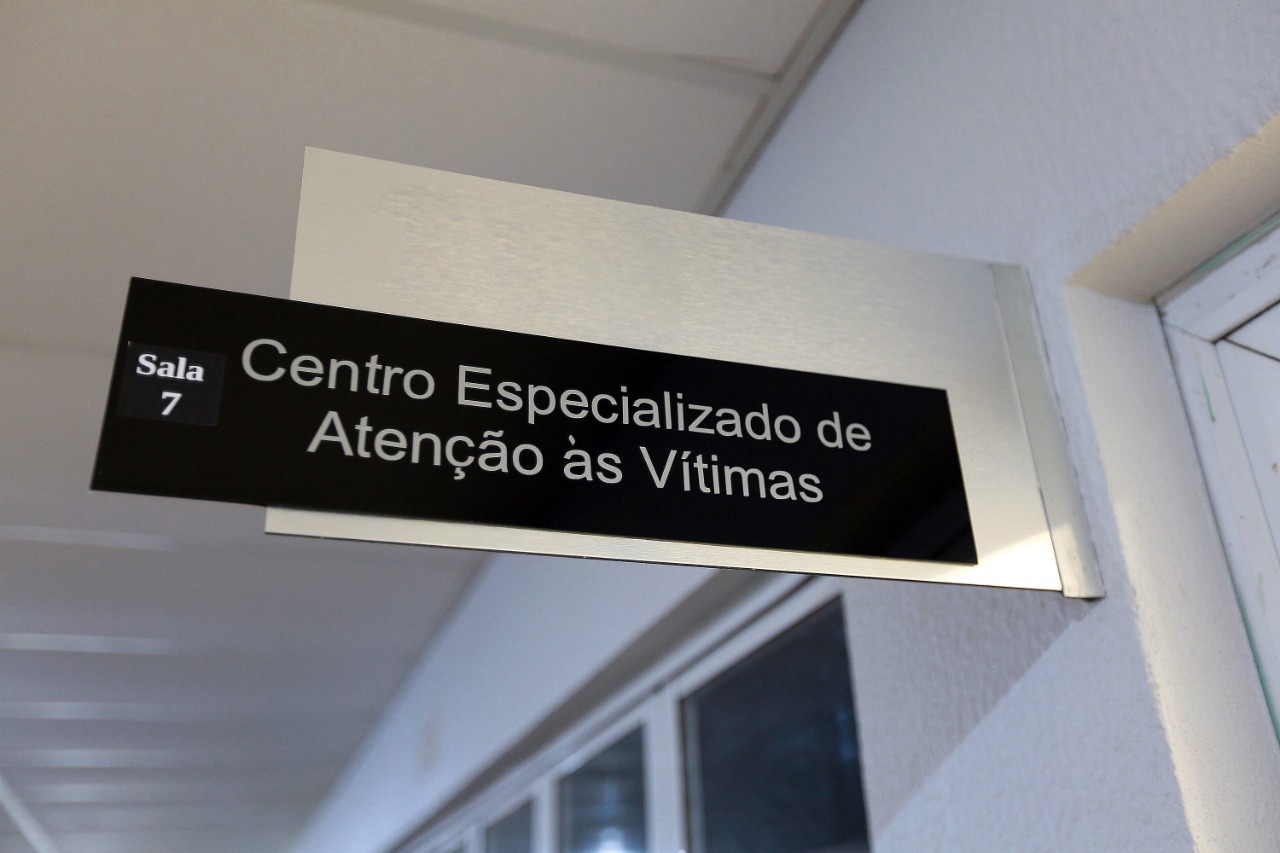 Sala
7
Centro Especializado de
Atenção às Vítimas